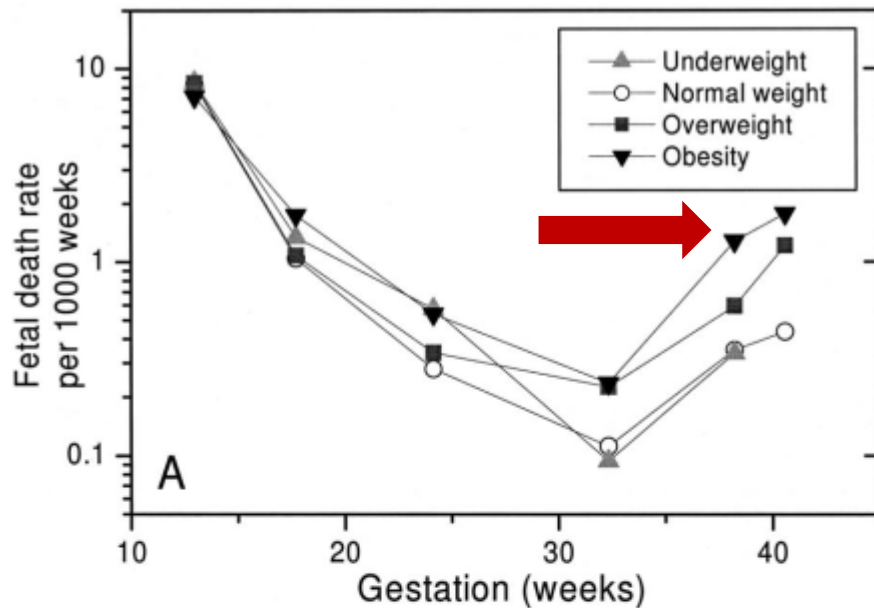 10
1
0.1
Fetal death rate
per 1000 weeks
Underweight
Normal weight
Overweight
Obesity
A
10
20
30
40
Gestation (weeks)